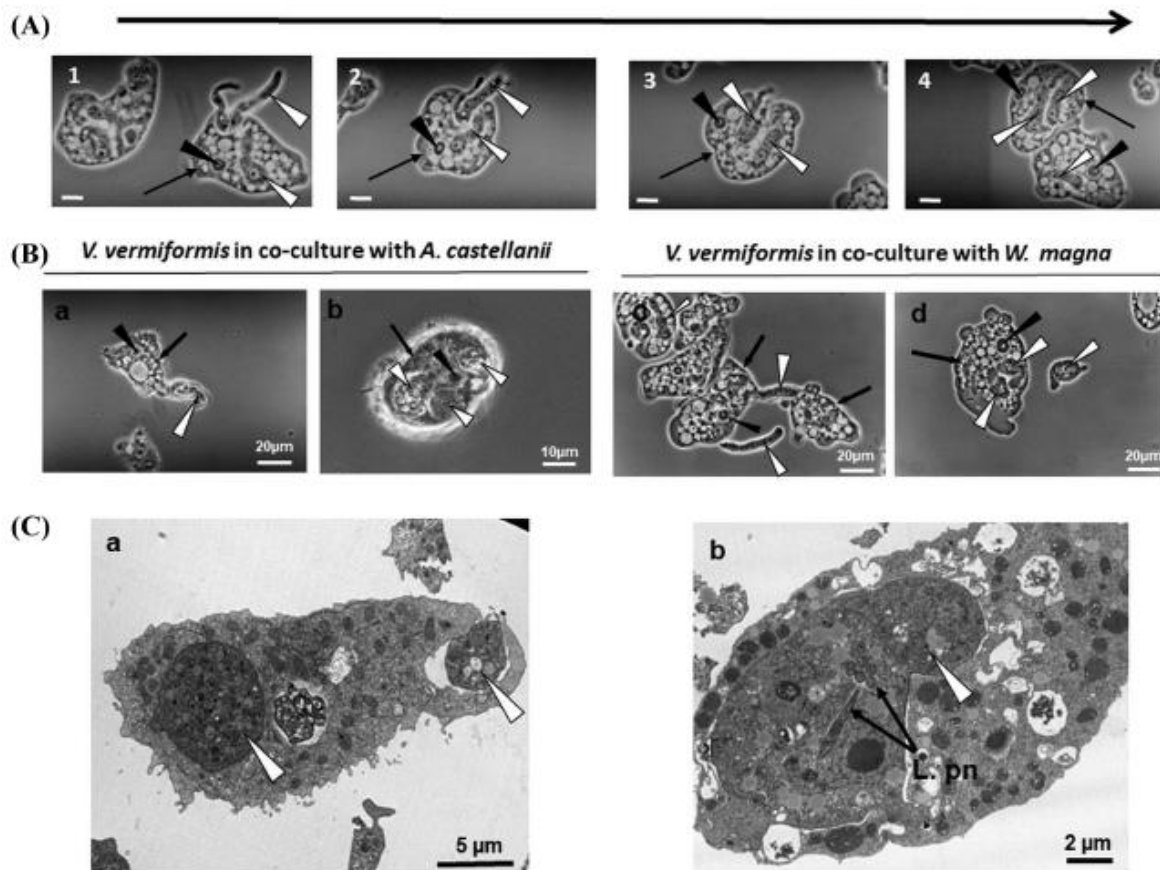 (A)
1 2 3 4
(B)
V. vermiformis in co-culture with A. castellanii
V. vermiformis in co-culture with W. magna
a b c d
20µm 10µm 20µm 20µm
(C)
a b
L. pn
5 µm 2 µm